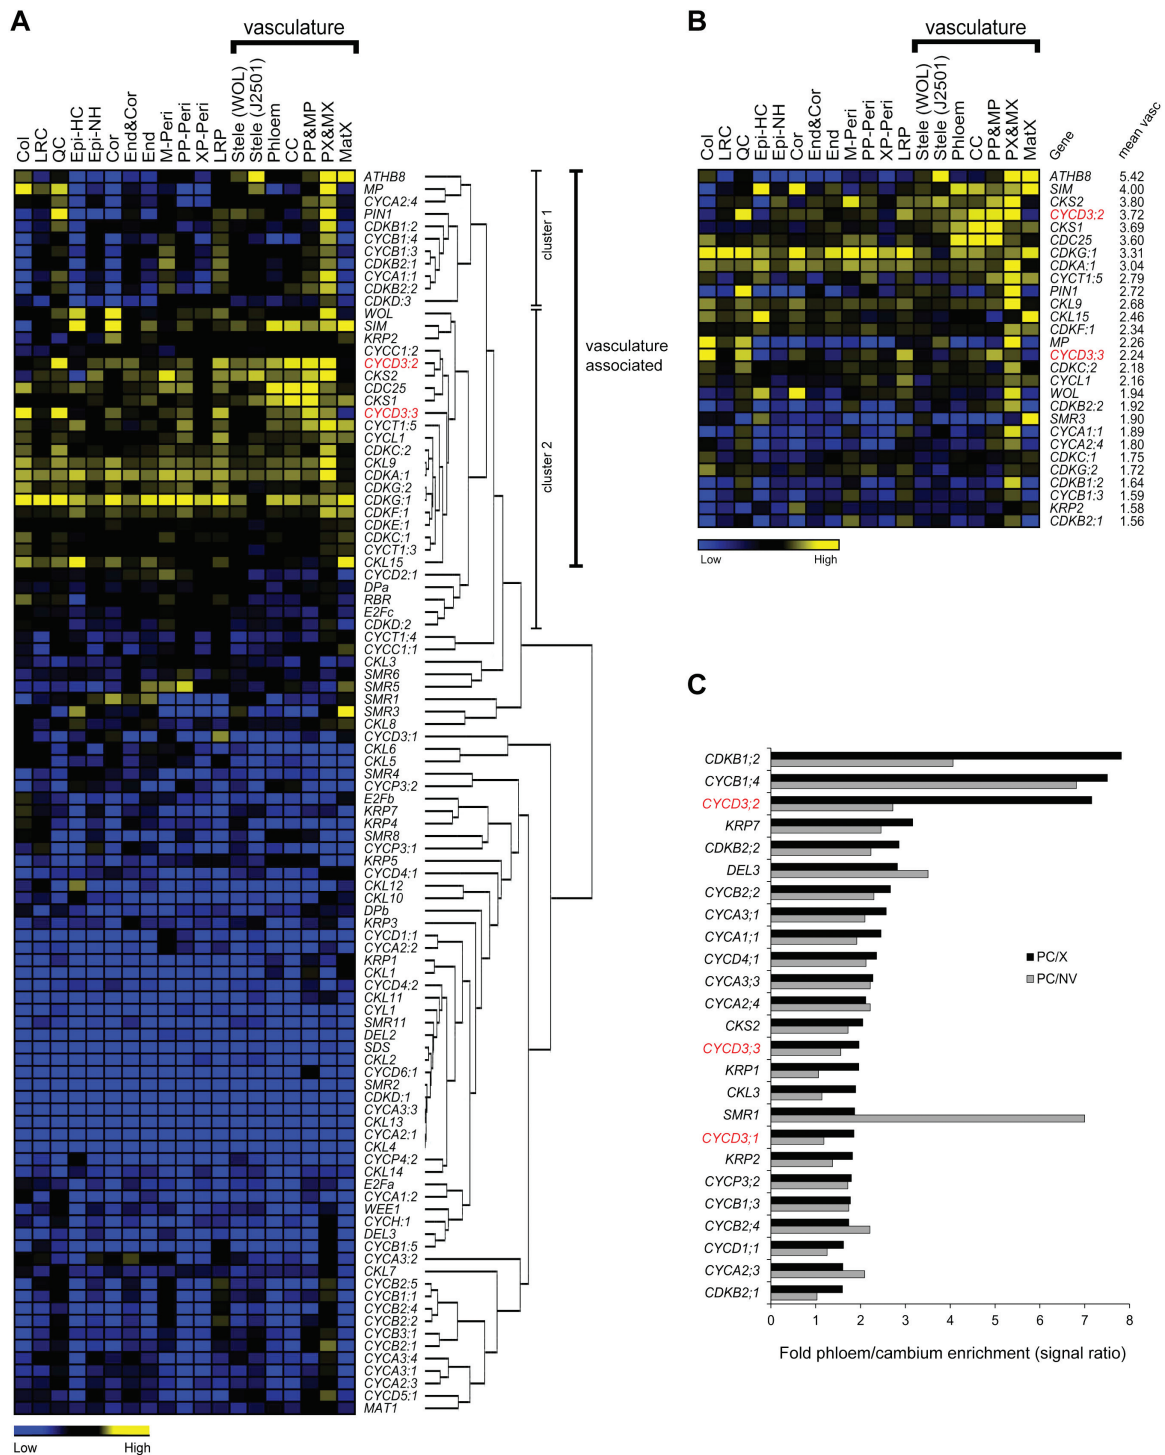 A
vasculature
Col
LRC
QC
Epi-HC
Epi-NH
Cor
End&Cor
End
M-Peri
PP-Peri
XP-Peri
LRP
Stele (WOL)
Stele (J2501)
Phloem
CC
PP&MP
PX&MX
MatX
ATHB8
MP
CYCA2:4
PIN1
CDKB1:2
CYCB1:4
CYCB1:3
CDKB2:1
CYCA1:1
CDKB2:2
CDKD:3
WOL
SIM
KRP2
CYCC1:2
CYCD3:2
CKS2
CDC25
CKS1
CYCD3:3
CYCT1:5
CYCL1
CDKC:2
CKL9
CDKA:1
CDKG:2
CDKG:1
CDKF:1
CDKE:1
CDKC:1
CYCT1:3
CKL15
CYCD2:1
DPa
RBR
E2Fc
CDKD:2
CYCT1:4
CYCC1:1
CKL3
SMR6
SMR5
SMR1
SMR3
CKL8
CYCD3:1
CKL6
CKL5
SMR4
CYCP3:2
E2Fb
KRP7
KRP4
SMR8
CYCP3:1
KRP5
CYCD4:1
CKL12
CKL10
DPb
KRP3
CYCD1:1
CYCA2:2
KRP1
CKL1
CYCD4:2
CKL11
CYL1
SMR11
DEL2
SDS
CKL2
CYCD6:1
SMR2
CDKD:1
CYCA3:3
CKL13
CYCA2:1
CKL4
CYCP4:2
CKL14
E2Fa
CYCA1:2
WEE1
CYCH:1
DEL3
CYCB1:5
CYCA3:2
CKL7
CYCB2:5
CYCB1:1
CYCB2:4
CYCB2:2
CYCB3:1
CYCB2:1
CYCA3:4
CYCA3:1
CYCA2:3
CYCD5:1
MAT1
cluster 1
cluster 2
vasculature
associated
Low High
B
vasculature
Col
LRC
QC
Epi-HC
Epi-NH
Cor
End&Cor
End
M-Peri
PP-Peri
XP-Peri
LRP
Stele (WOL)
Stele (J2501)
Phloem
CC
PP&MP
PX&MX
MatX
Gene
mean vasc
ATHB8 5.42
SIM 4.00
CKS2 3.80
CYCD3:2 3.72
CKS1 3.69
CDC25 3.60
CDKG:1 3.31
CDKA:1 3.04
CYCT1:5 2.79
PIN1 2.72
CKL9 2.68
CKL15 2.46
CDKF:1 2.34
MP 2.26
CYCD3:3 2.24
CDKC:2 2.18
CYCL1 2.16
WOL 1.94
CDKB2:2 1.92
SMR3 1.90
CYCA1:1 1.89
CYCA2:4 1.80
CDKC:1 1.75
CDKG:2 1.72
CDKB1:2 1.64
CYCB1:3 1.59
KRP2 1.58
CDKB2:1 1.56
Low High
C
CDKB1;2
CYCB1;4
CYCD3;2
KRP7
CDKB2;2
DEL3
CYCB2;2
CYCA3;1
CYCA1;1
CYCD4;1
CYCA3;3
CYCA2;4
CKS2
CYCD3;3
KRP1
CKL3
SMR1
CYCD3;1
KRP2
CYCP3;2
CYCB1;3
CYCB2;4
CYCD1;1
CYCA2;3
CDKB2;1
PC/X
PC/NV
0 1 2 3 4 5 6 7 8
Fold phloem/cambium enrichment (signal ratio)